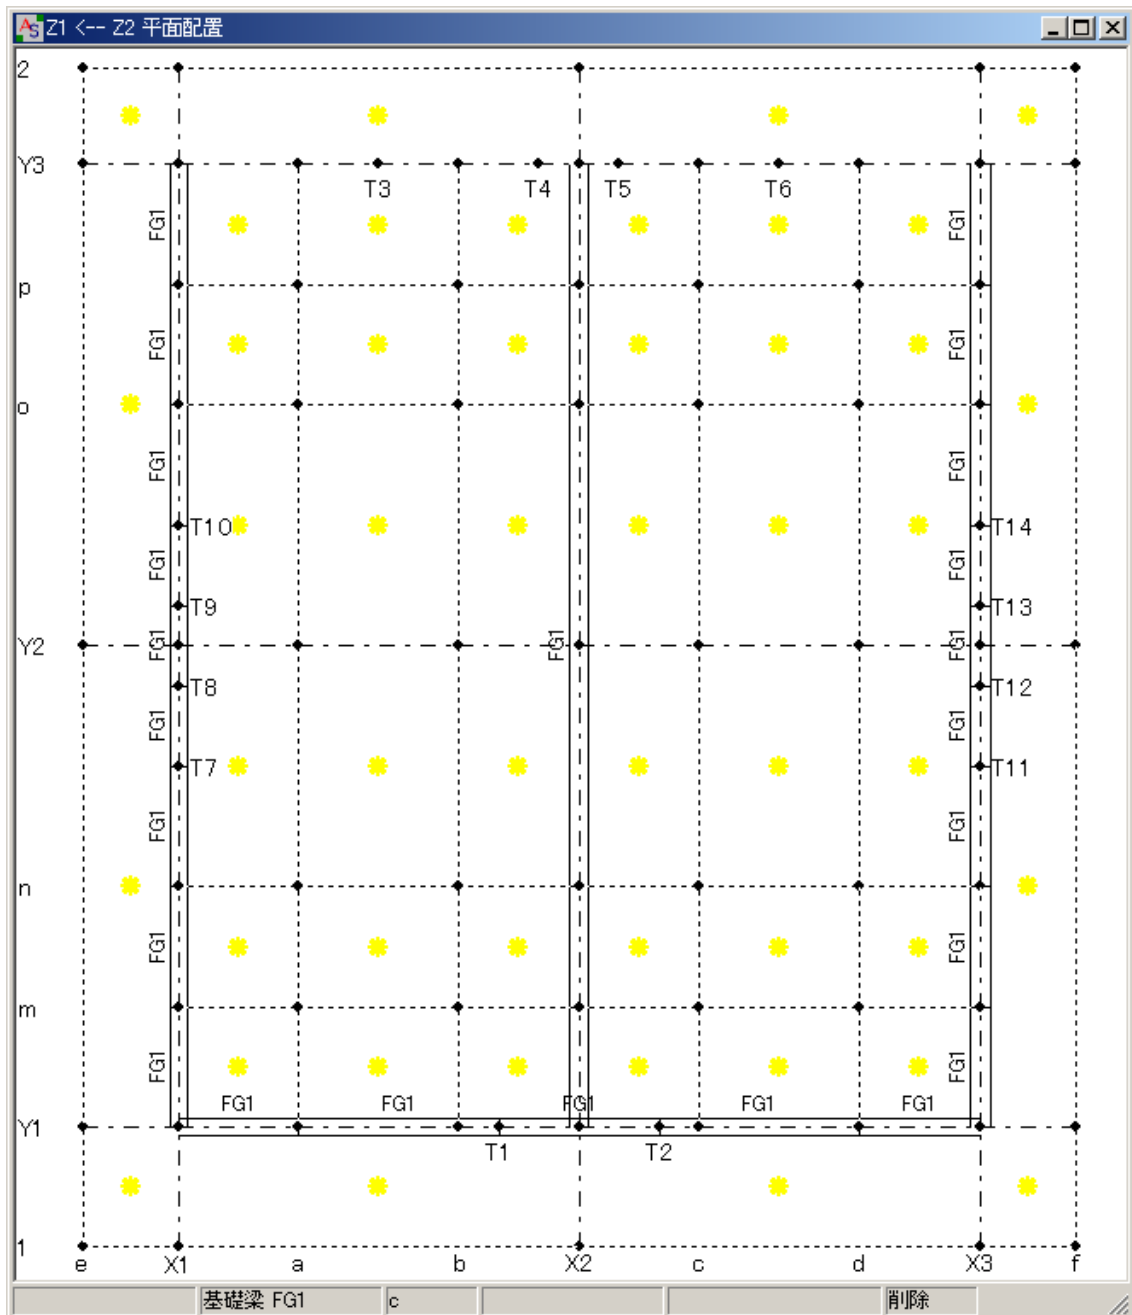 AS Z1 <-- Z2 平面配置
2
Y3
T3 T4 T5 T6
FG1 FG1
p
FG1 FG1
o
FG1 FG1
T10 T14
FG1 FG1
T9 T13
Y2 FG1 FG1 FG1
T8 T12
FG1 FG1
T7 T11
FG1 FG1
n
FG1 FG1
m
FG1 FG1
FG1 FG1 FG1 FG1 FG1
Y1
T1 T2
1
e X1 a b X2 c d X3 f
基礎梁 FG1 c 削除